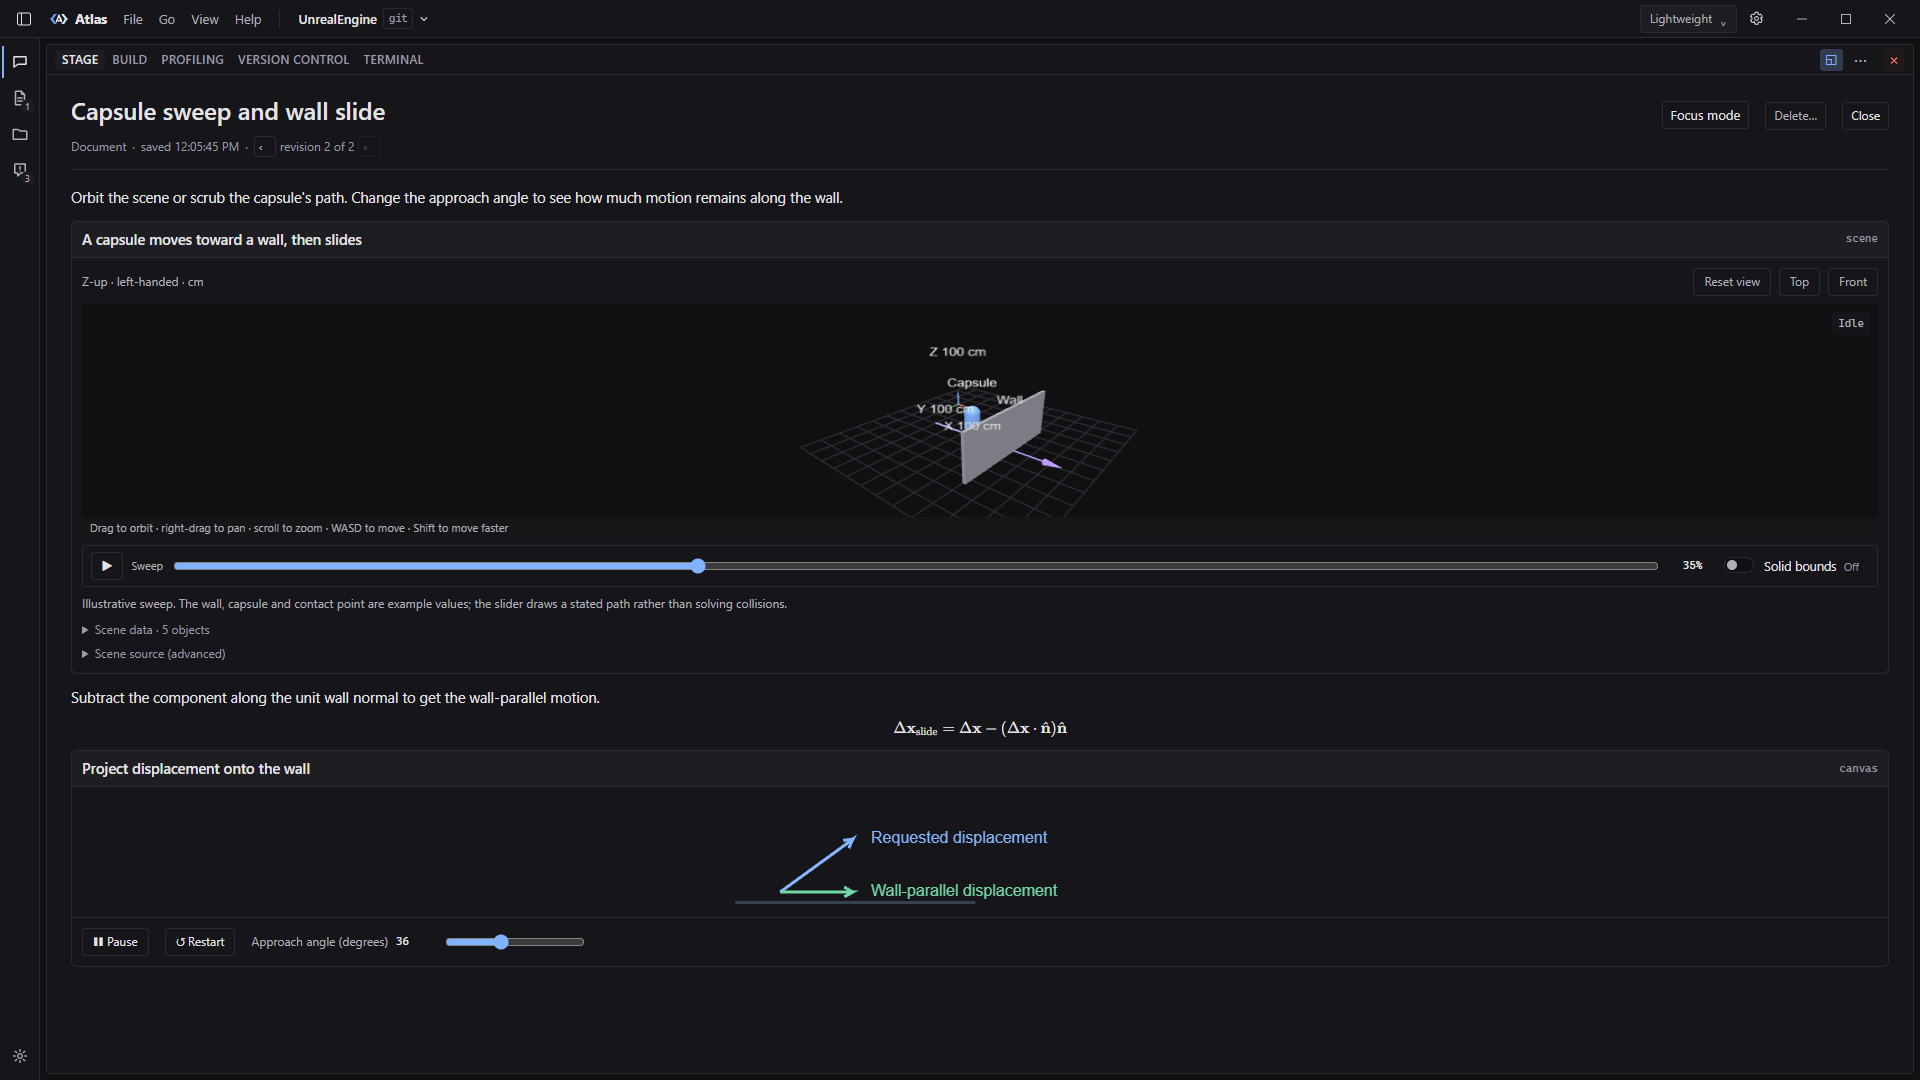 Atlas File Go View Help UnrealEngine git Lightweight
STAGE BUILD PROFILING VERSION CONTROL TERMINAL
1
3
Capsule sweep and wall slide
Focus mode Delete... Close
Document · saved 12:05:45 PM · ‹ revision 2 of 2 ›
Orbit the scene or scrub the capsule's path. Change the approach angle to see how much motion remains along the wall.
A capsule moves toward a wall, then slides scene
Z-up · left-handed · cm Reset view Top Front
Idle
Z 100 cm
Capsule
Wall
Y 100 cm
X 100 cm
Drag to orbit · right-drag to pan · scroll to zoom · WASD to move · Shift to move faster
Sweep 35% Solid bounds Off
Illustrative sweep. The wall, capsule and contact point are example values; the slider draws a stated path rather than solving collisions.
Scene data · 5 objects
Scene source (advanced)
Subtract the component along the unit wall normal to get the wall-parallel motion.
Δx_slide = Δx − (Δx · n̂)n̂
Project displacement onto the wall canvas
Requested displacement
Wall-parallel displacement
Pause Restart Approach angle (degrees) 36